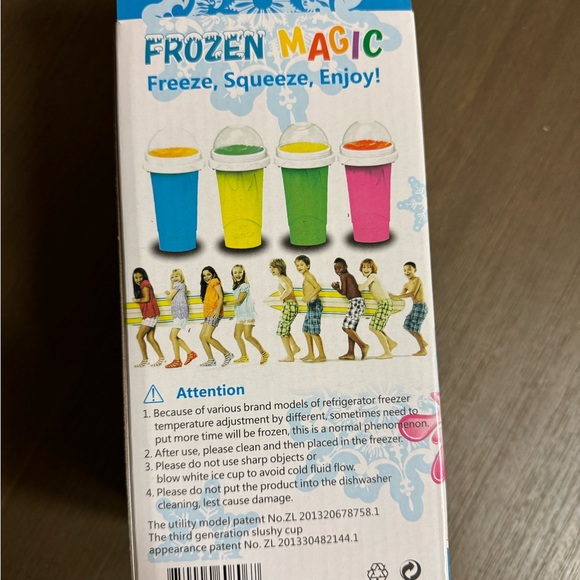 FROZEN MAGIC
Freeze, Squeeze, Enjoy!
Attention
1. Because of various brand models of refrigerator freezer
temperature adjustment by different, sometimes need to
put more time will be frozen, this is a normal phenomenon.
2. After use, please clean and then placed in the freezer.
3. Please do not use sharp objects or
blow white ice cup to avoid cold fluid flow.
4. Please do not put the product into the dishwasher
cleaning, lest cause damage.
The utility model patent No.ZL 201320678758.1
The third generation slushy cup
appearance patent No. ZL 201330482144.1